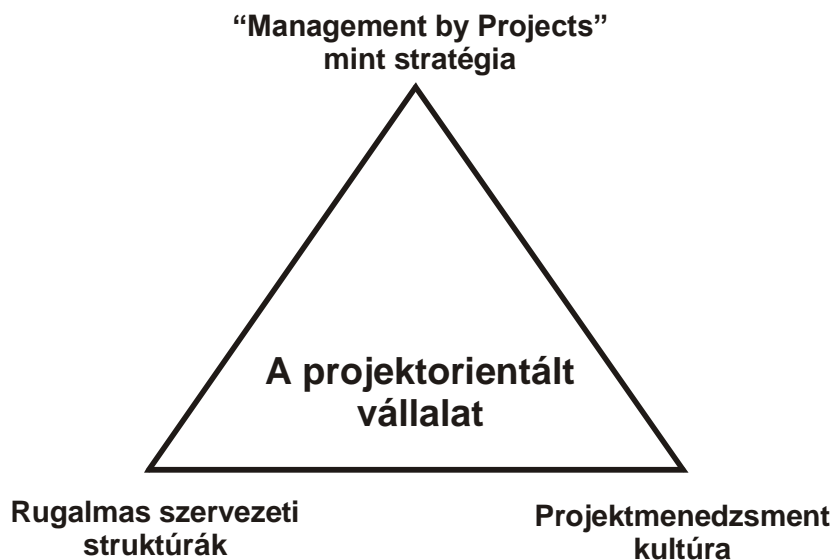 “Management by Projects”
mint stratégia
A projektorientált
vállalat
Rugalmas szervezeti
struktúrák
Projektmenedzsment
kultúra